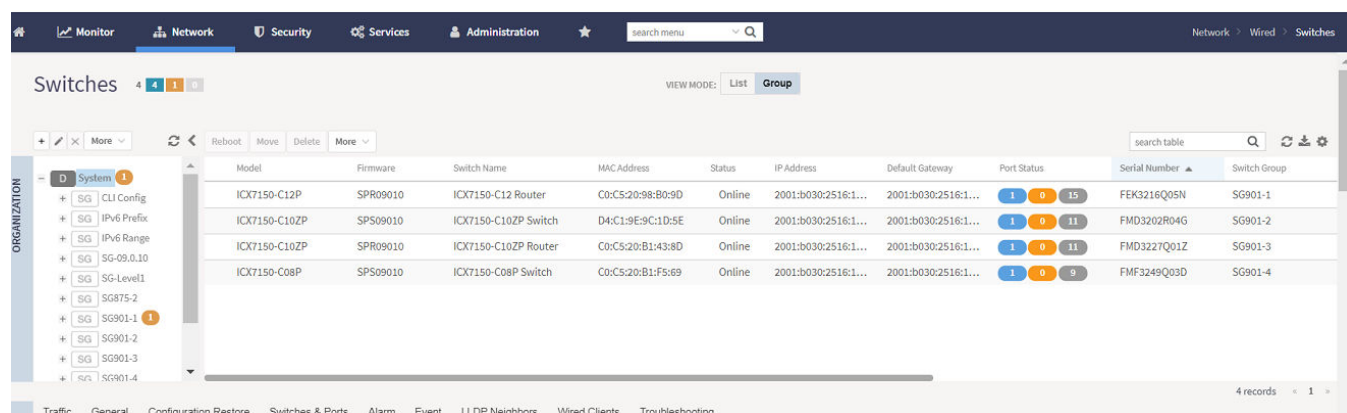 Monitor Network Security Services Administration search menu Network > Wired > Switches
Switches 4 4 1 0 VIEW MODE: List Group
More Reboot Move Delete More search table
ORGANIZATION
Model Firmware Switch Name MAC Address Status IP Address Default Gateway Port Status Serial Number Switch Group
D System 1
SG CLI Config
SG IPv6 Prefix
SG IPv6 Range
SG SG-09.0.10
SG SG-Level1
SG SG875-2
SG SG901-1 1
SG SG901-2
SG SG901-3
SG SG901-4
ICX7150-C12P SPR09010 ICX7150-C12 Router C0:C5:20:98:B0:9D Online 2001:b030:2516:1... 2001:b030:2516:1... 1 0 15 FEK3216Q05N SG901-1
ICX7150-C10ZP SPS09010 ICX7150-C10ZP Switch D4:C1:9E:9C:1D:5E Online 2001:b030:2516:1... 2001:b030:2516:1... 1 0 11 FMD3202R04G SG901-2
ICX7150-C10ZP SPR09010 ICX7150-C10ZP Router C0:C5:20:B1:43:8D Online 2001:b030:2516:1... 2001:b030:2516:1... 1 0 11 FMD3227Q01Z SG901-3
ICX7150-C08P SPS09010 ICX7150-C08P Switch C0:C5:20:B1:F5:69 Online 2001:b030:2516:1... 2001:b030:2516:1... 1 0 9 FMF3249Q03D SG901-4
4 records « 1 »
Traffic General Configuration Restore Switches & Ports Alarm Event LLDP Neighbors Wired Clients Troubleshooting